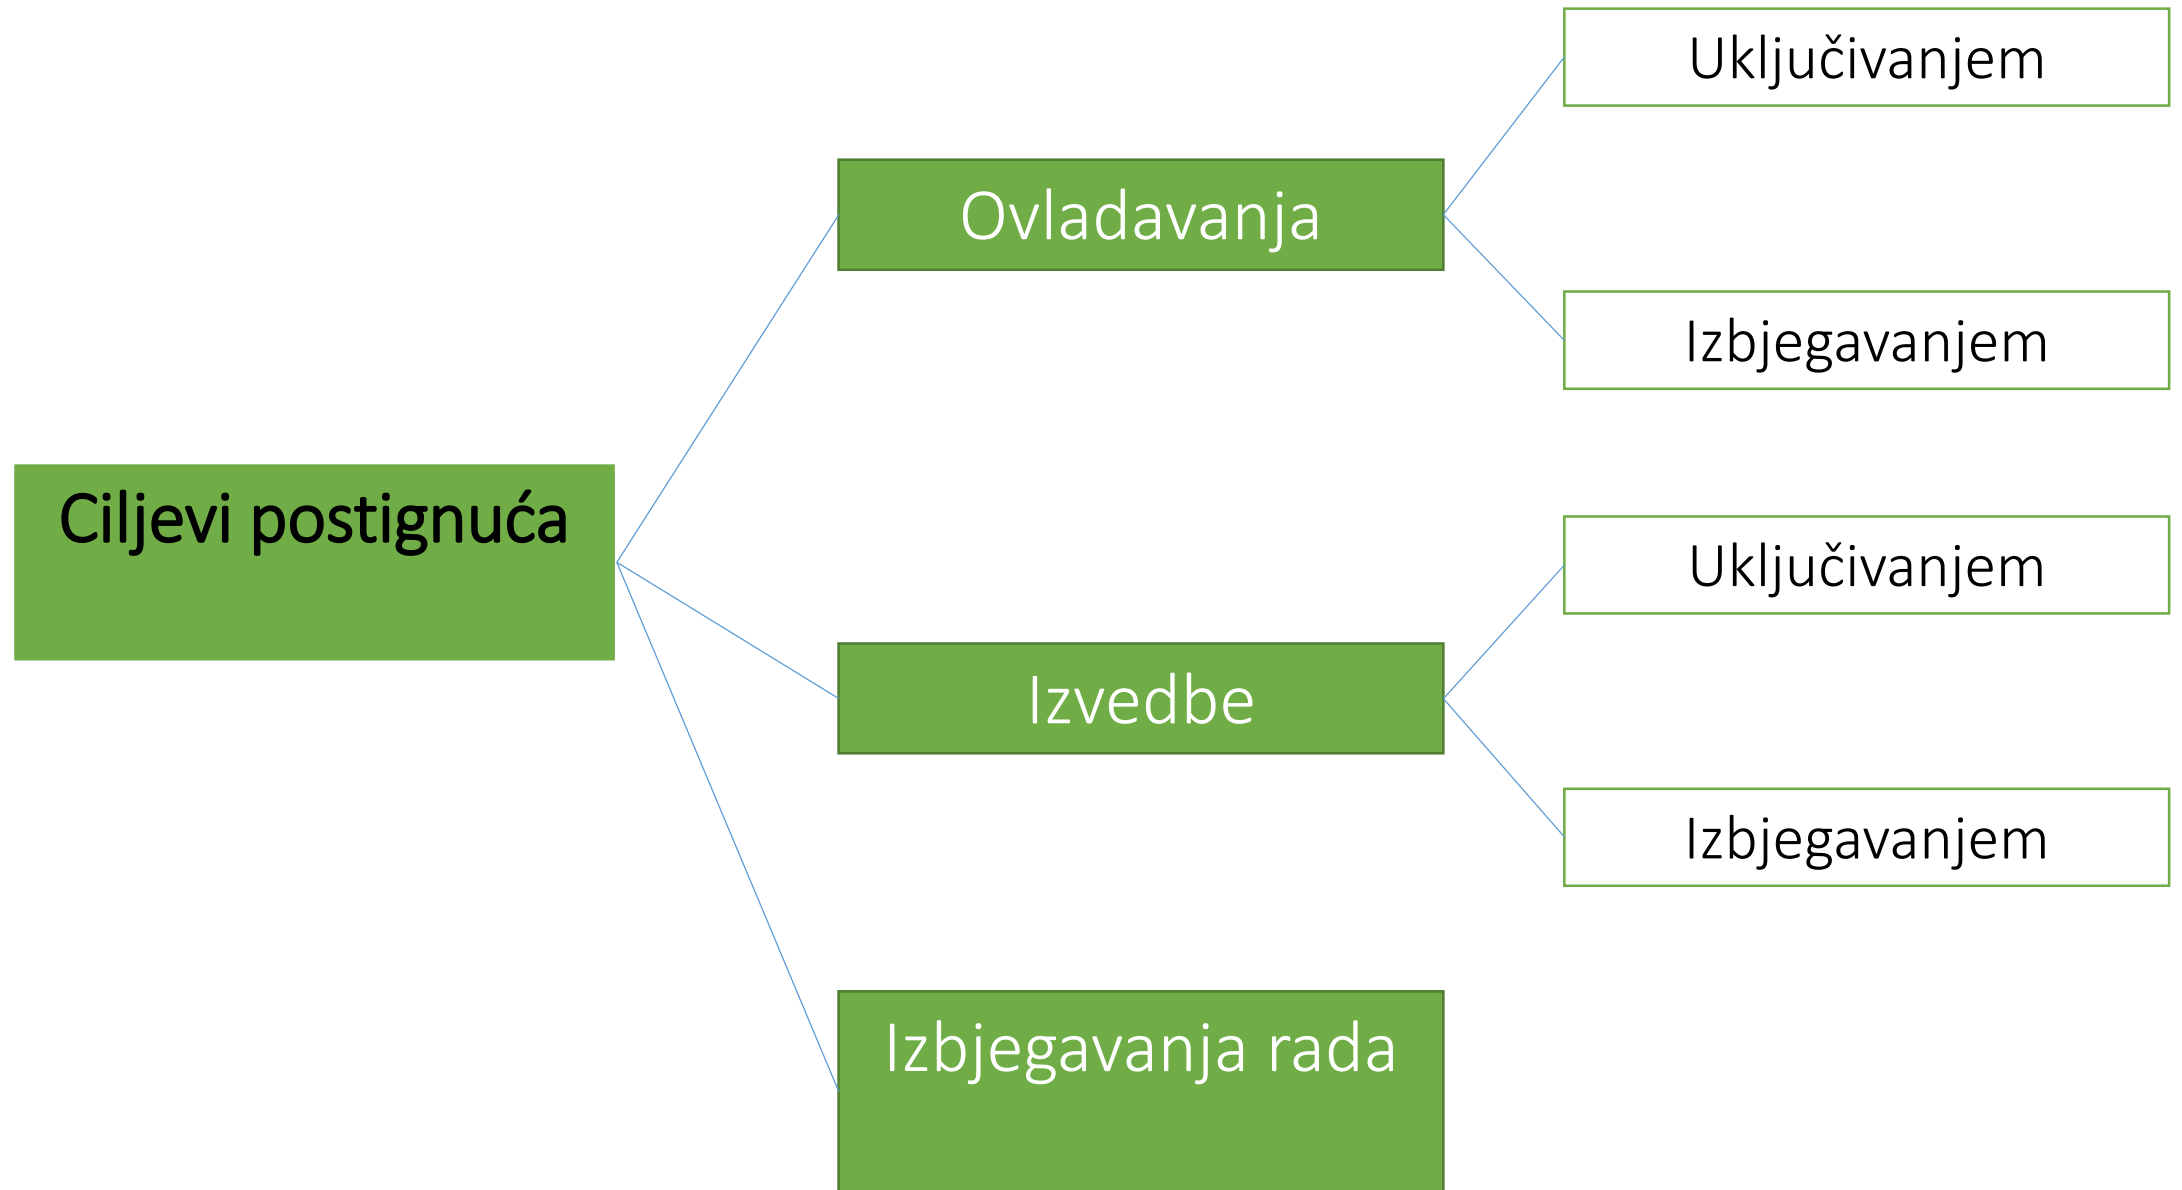 Ciljevi postignuća
Ovladavanja
Uključivanjem
Izbjegavanjem
Izvedbe
Uključivanjem
Izbjegavanjem
Izbjegavanja rada